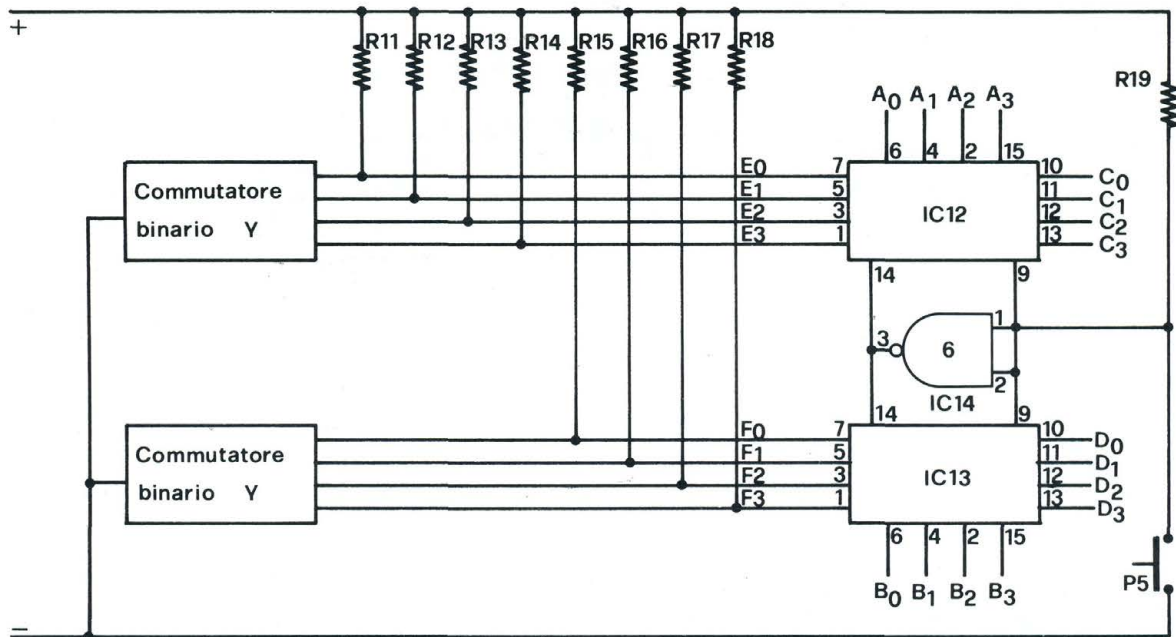 +
R11 R12 R13 R14 R15 R16 R17 R18
R19
A0 A1 A2 A3
6 4 2 15
Commutatore
binario Y
E0 7
E1 5
E2 3
E3 1
IC12
10 C0
11 C1
12 C2
13 C3
14 9
3 6 1
2
IC14
14 9
Commutatore
binario Y
F0 7
F1 5
F2 3
F3 1
IC13
10 D0
11 D1
12 D2
13 D3
6 4 2 15
B0 B1 B2 B3
P5
−